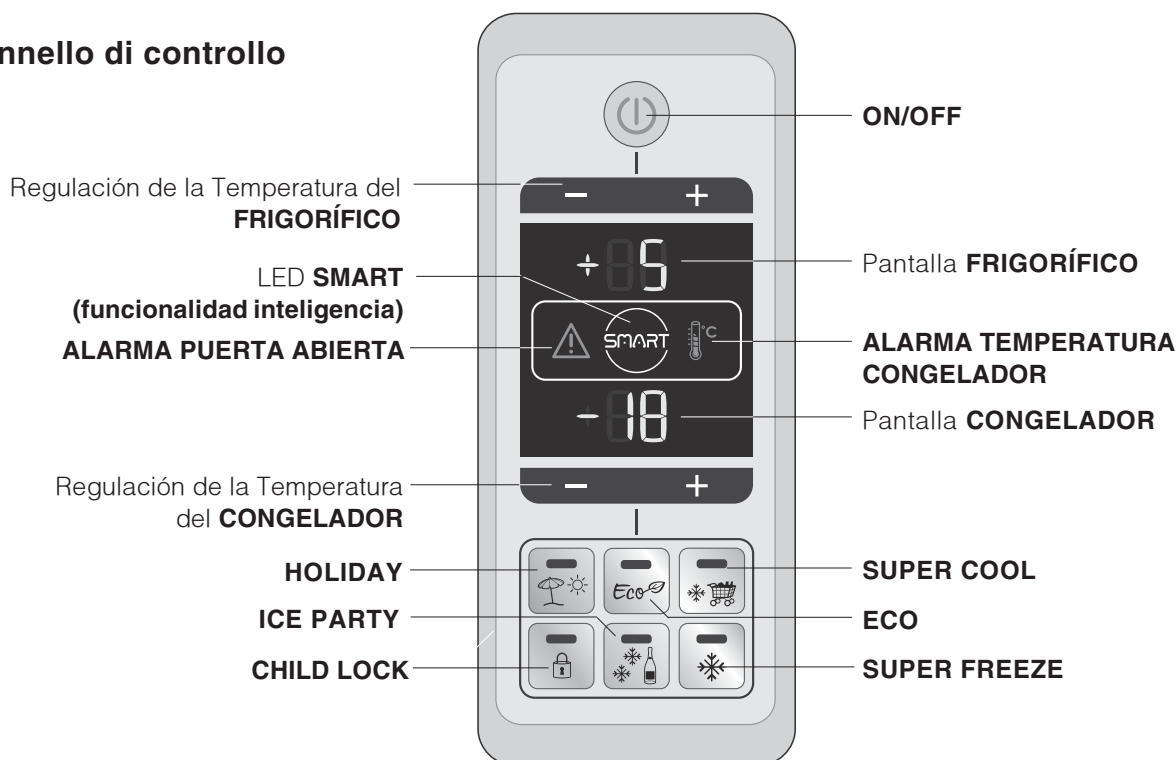 nnello di controllo
ON/OFF
Regulación de la Temperatura del
FRIGORÍFICO
- +
+ 5
Pantalla FRIGORÍFICO
LED SMART
(funcionalidad inteligencia)
SMART
°C
ALARMA PUERTA ABIERTA
ALARMA TEMPERATURA
CONGELADOR
-18
Pantalla CONGELADOR
Regulación de la Temperatura
del CONGELADOR
- +
HOLIDAY
Eco
SUPER COOL
ICE PARTY
ECO
CHILD LOCK
SUPER FREEZE